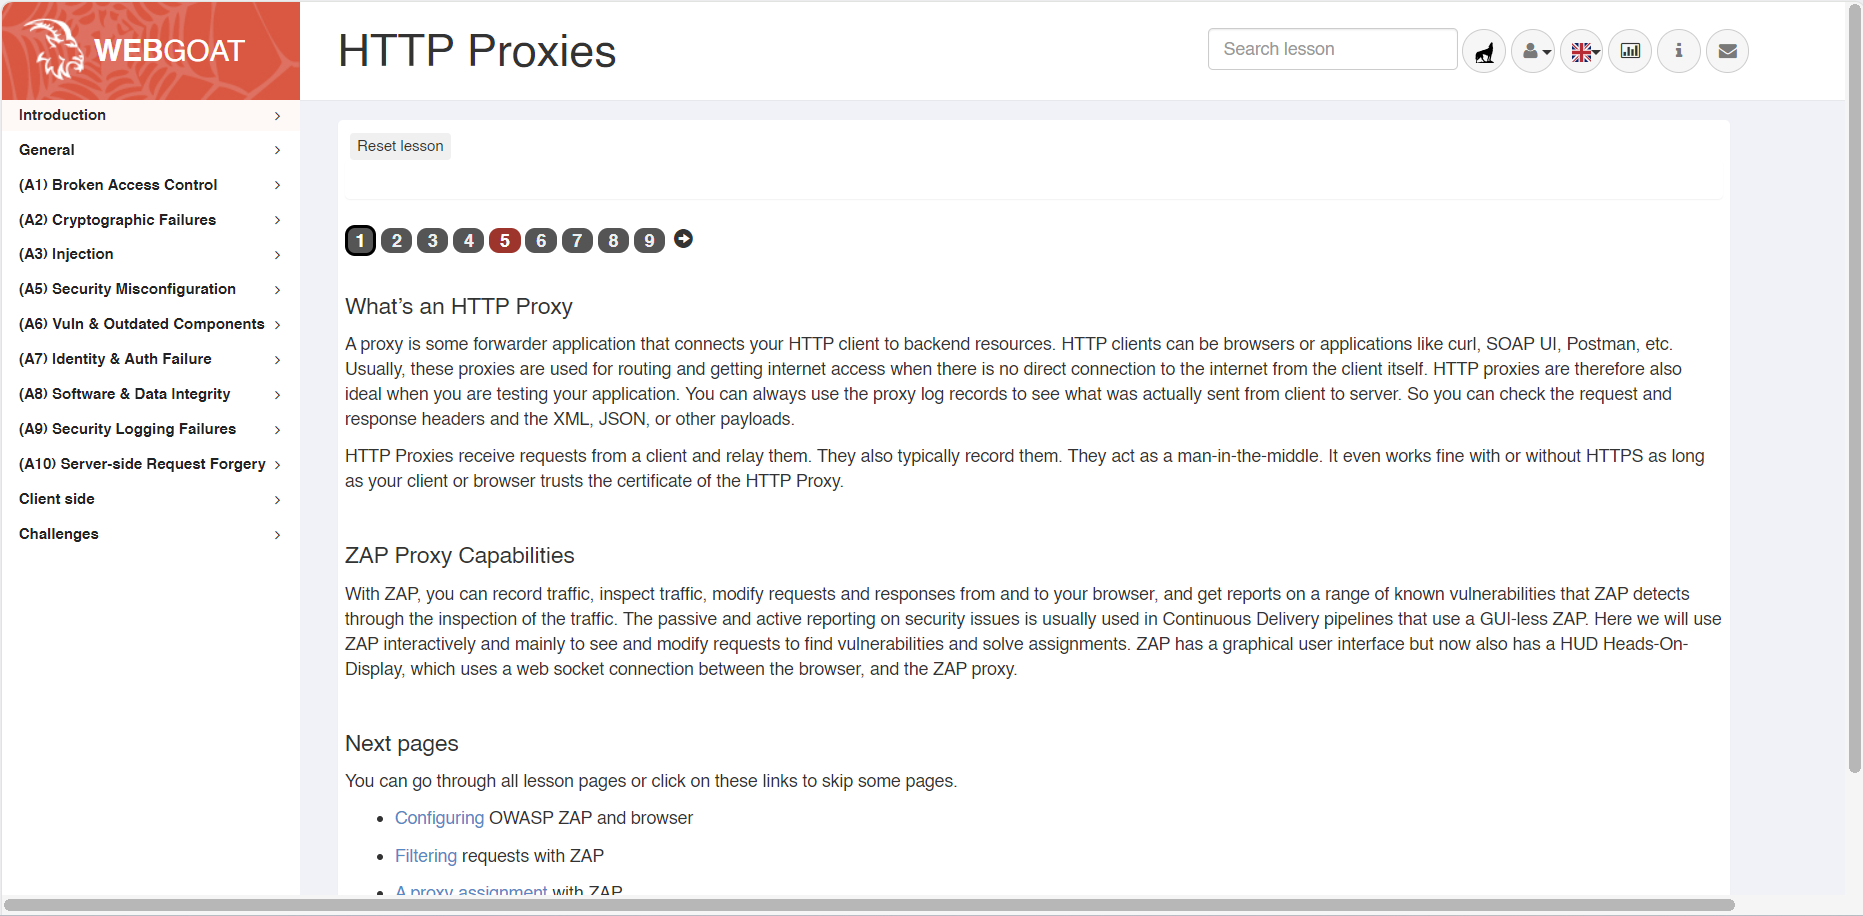 WEBGOAT
HTTP Proxies
Search lesson
Introduction
General
(A1) Broken Access Control
(A2) Cryptographic Failures
(A3) Injection
(A5) Security Misconfiguration
(A6) Vuln & Outdated Components
(A7) Identity & Auth Failure
(A8) Software & Data Integrity
(A9) Security Logging Failures
(A10) Server-side Request Forgery
Client side
Challenges
Reset lesson
1 2 3 4 5 6 7 8 9
What’s an HTTP Proxy
A proxy is some forwarder application that connects your HTTP client to backend resources. HTTP clients can be browsers or applications like curl, SOAP UI, Postman, etc.
Usually, these proxies are used for routing and getting internet access when there is no direct connection to the internet from the client itself. HTTP proxies are therefore also
ideal when you are testing your application. You can always use the proxy log records to see what was actually sent from client to server. So you can check the request and
response headers and the XML, JSON, or other payloads.
HTTP Proxies receive requests from a client and relay them. They also typically record them. They act as a man-in-the-middle. It even works fine with or without HTTPS as long
as your client or browser trusts the certificate of the HTTP Proxy.
ZAP Proxy Capabilities
With ZAP, you can record traffic, inspect traffic, modify requests and responses from and to your browser, and get reports on a range of known vulnerabilities that ZAP detects
through the inspection of the traffic. The passive and active reporting on security issues is usually used in Continuous Delivery pipelines that use a GUI-less ZAP. Here we will use
ZAP interactively and mainly to see and modify requests to find vulnerabilities and solve assignments. ZAP has a graphical user interface but now also has a HUD Heads-On-
Display, which uses a web socket connection between the browser, and the ZAP proxy.
Next pages
You can go through all lesson pages or click on these links to skip some pages.
• Configuring OWASP ZAP and browser
• Filtering requests with ZAP
• A proxy assignment with ZAP